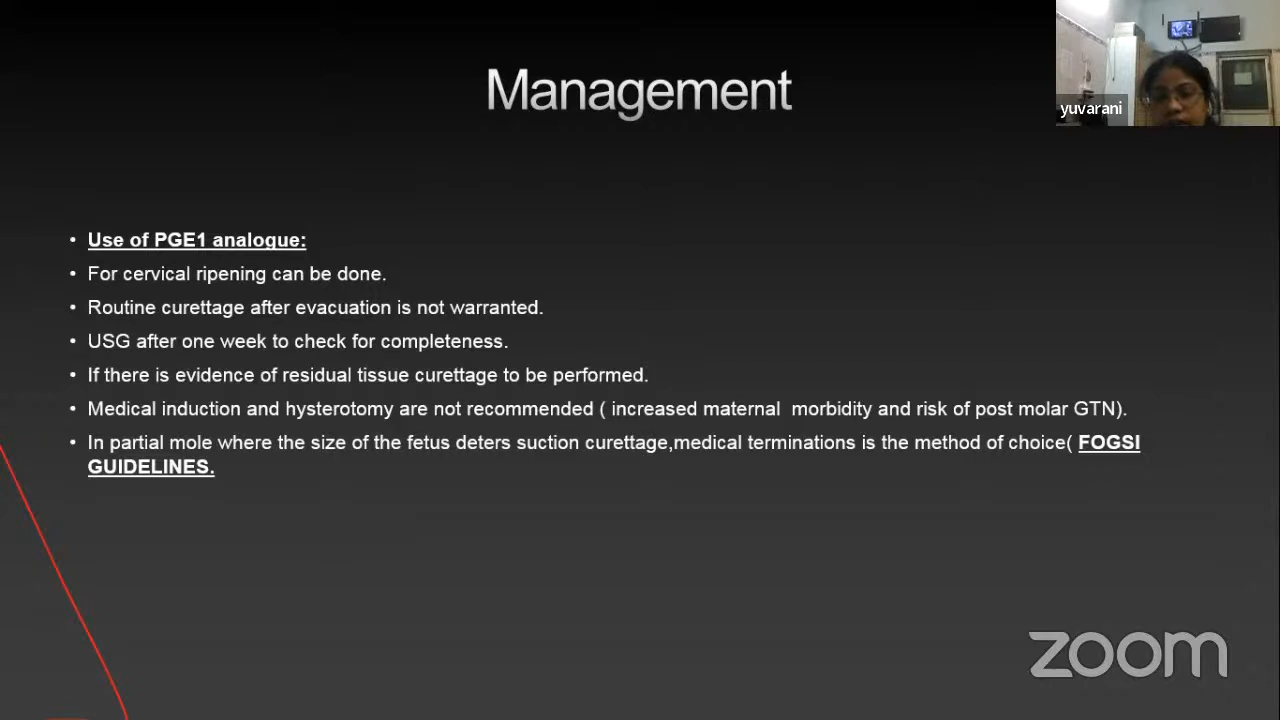 Management
yuvarani
• Use of PGE1 analogue:
• For cervical ripening can be done.
• Routine curettage after evacuation is not warranted.
• USG after one week to check for completeness.
• If there is evidence of residual tissue curettage to be performed.
• Medical induction and hysterotomy are not recommended ( increased maternal morbidity and risk of post molar GTN).
• In partial mole where the size of the fetus deters suction curettage,medical terminations is the method of choice( FOGSI
GUIDELINES.
zoom